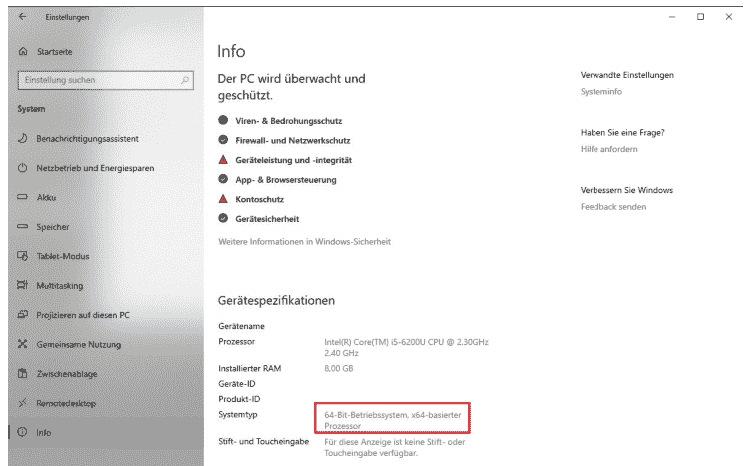 Einstellungen
Startseite
Einstellung suchen
System
Benachrichtigungsassistent
Netzbetrieb und Energiesparen
Akku
Speicher
Tablet-Modus
Multitasking
Projizieren auf diesen PC
Gemeinsame Nutzung
Zwischenablage
Remotedesktop
Info
Info
Der PC wird überwacht und
geschützt.
Viren- & Bedrohungsschutz
Firewall- und Netzwerkschutz
Geräteleistung und -integrität
App- & Browsersteuerung
Kontoschutz
Gerätesicherheit
Weitere Informationen in Windows-Sicherheit
Gerätespezifikationen
Gerätename
Prozessor Intel(R) Core(TM) i5-6200U CPU @ 2.30GHz
2.40 GHz
Installierter RAM 8,00 GB
Geräte-ID
Produkt-ID
Systemtyp 64-Bit-Betriebssystem, x64-basierter
Prozessor
Stift- und Toucheingabe Für diese Anzeige ist keine Stift- oder
Toucheingabe verfügbar.
Verwandte Einstellungen
Systeminfo
Haben Sie eine Frage?
Hilfe anfordern
Verbessern Sie Windows
Feedback senden